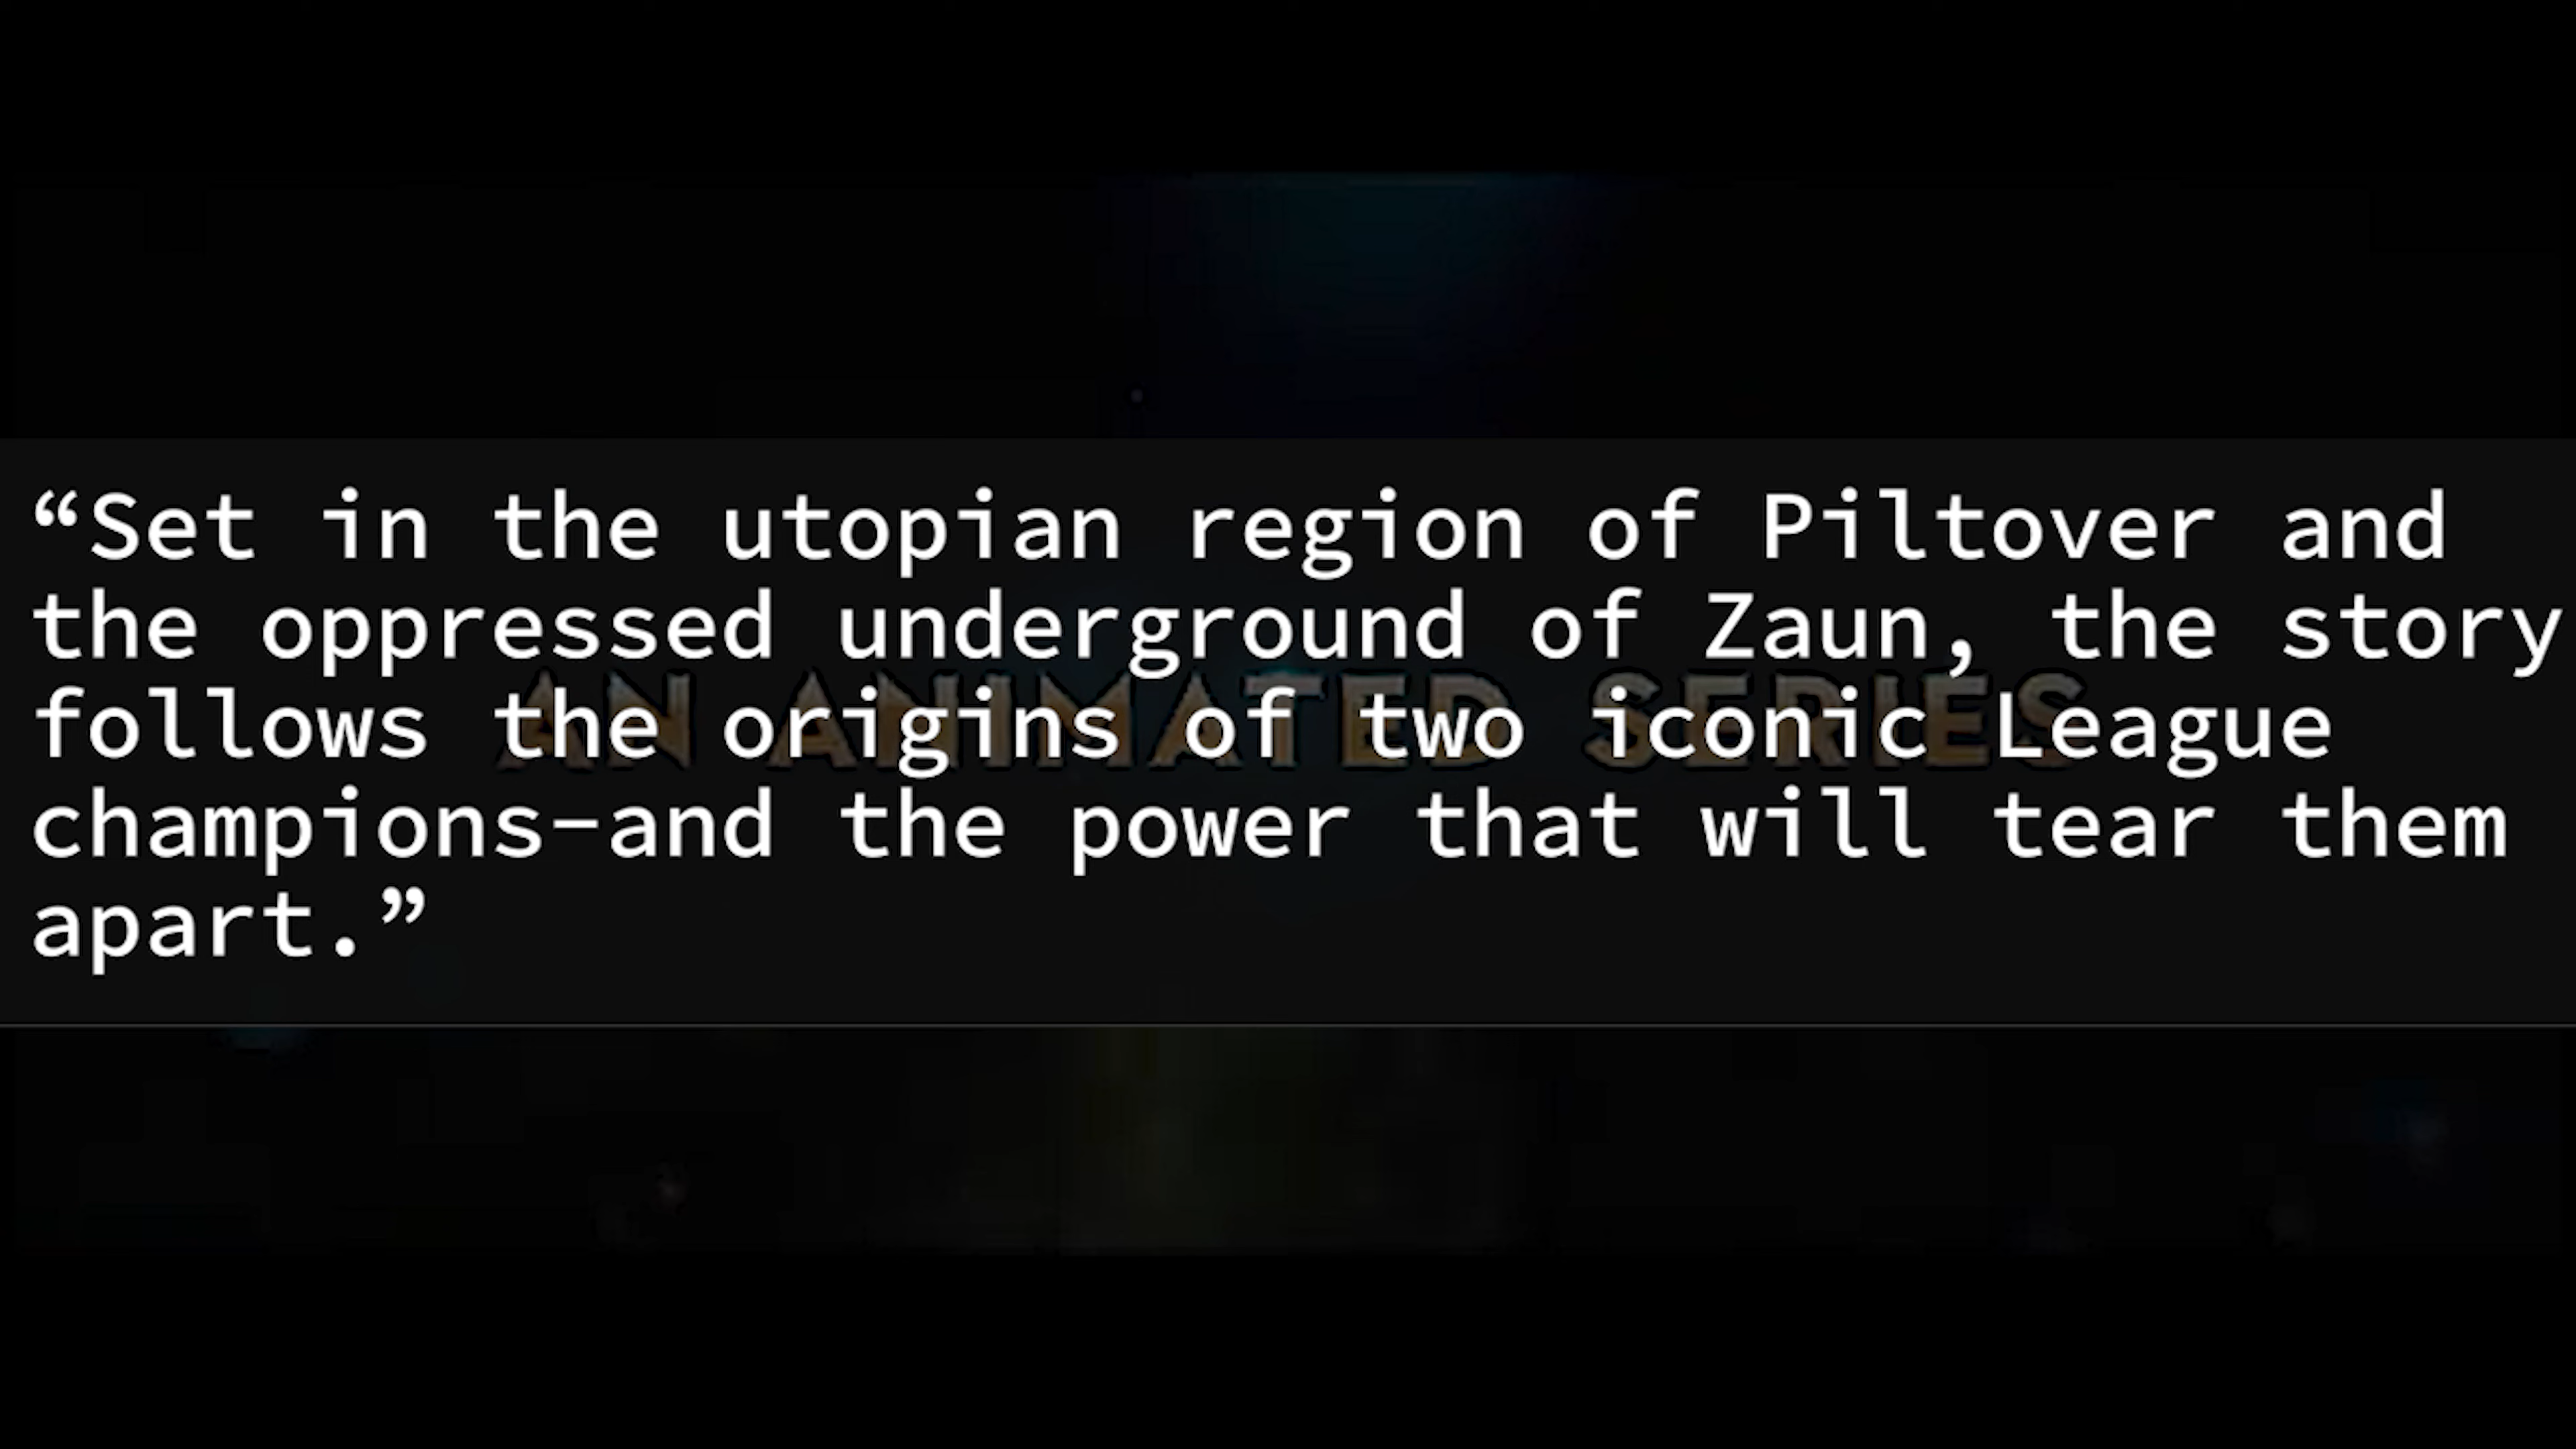 “Set in the utopian region of Piltover and
the oppressed underground of Zaun, the story
follows the origins of two iconic League
champions–and the power that will tear them
apart.”
AN ANIMATED SERIES